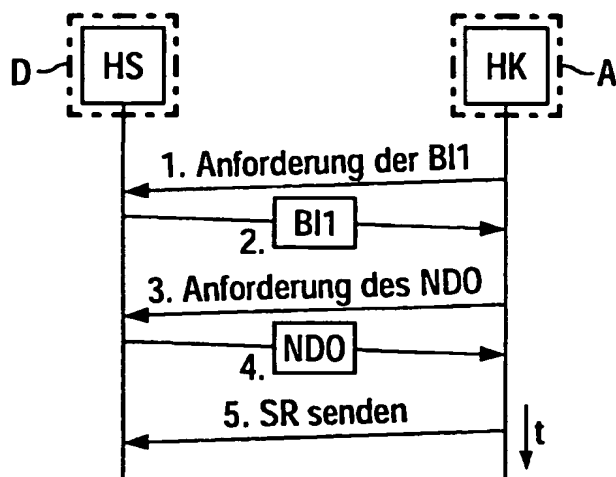 D HS HK A
1. Anforderung der BI1
2. BI1
3. Anforderung des NDO
4. NDO
5. SR senden
t